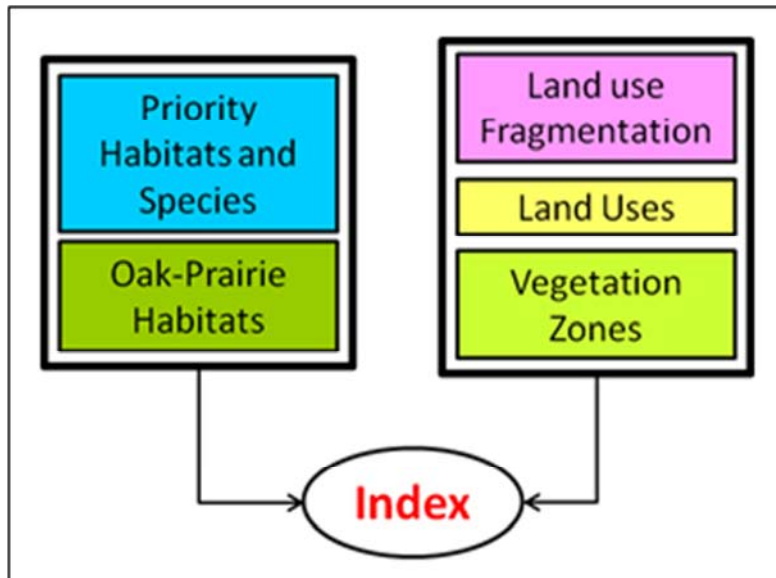 Priority
Habitats and
Species
Oak-Prairie
Habitats
Land use
Fragmentation
Land Uses
Vegetation
Zones
Index